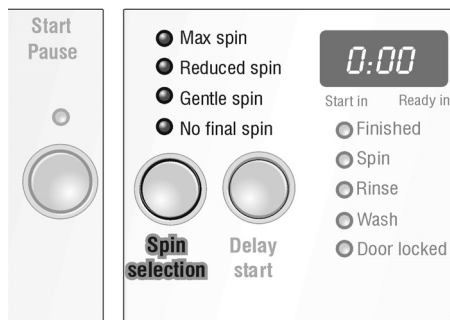 Start
Pause
Max spin
Reduced spin
Gentle spin
No final spin
Spin
selection
Delay
start
0:00
Start in
Ready in
Finished
Spin
Rinse
Wash
Door locked